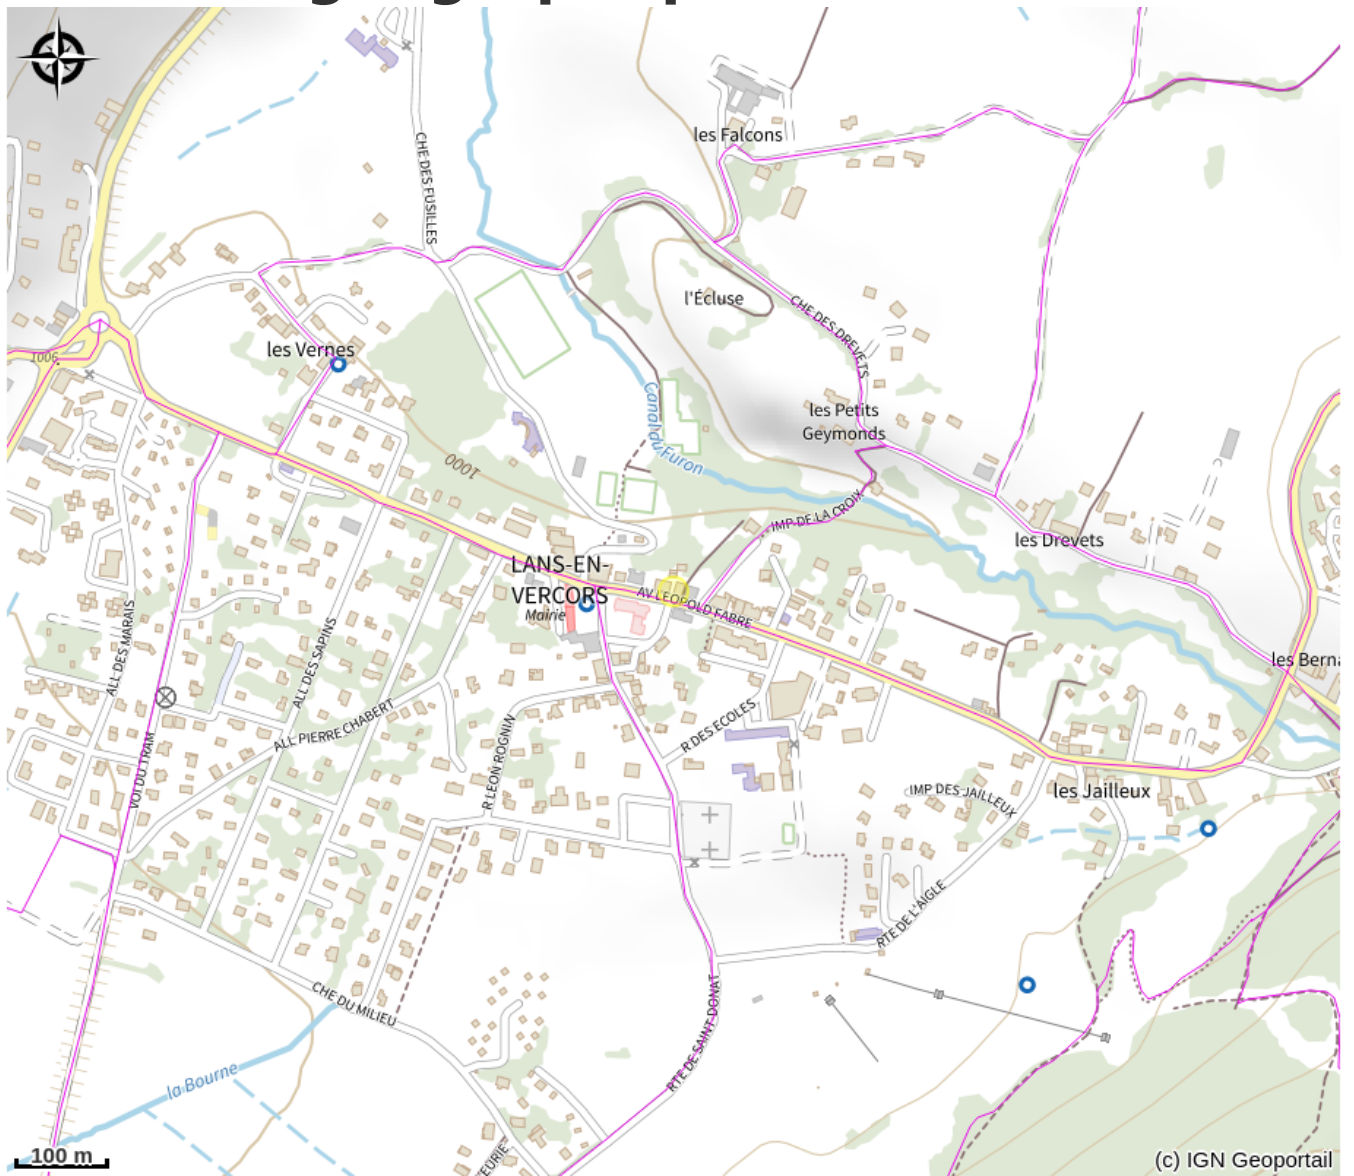 les Falcons
CHE DES FUSILLES
l'Écluse
CHE DES DREVETS
les Vernes
1006
Canal du Furon
les Petits
Geymonds
1000
IMP DE LA CROIX
les Drevets
LANS-EN-
VERCORS
Mairie
AV LEOPOLD FABRE
ALL DES MARAIS
ALL DES SAPINS
les Berna
ALL PIERRE CHABERT
R LEON ROGNIN
R DES ECOLES
VOI DU TRAM
IMP DES JAILLEUX
les Jailleux
RTE DE L'AIGLE
CHE DU MILIEU
RTE DE SAINT-DONAT
la Bourne
EURIE
100 m
(c) IGN Geoportail